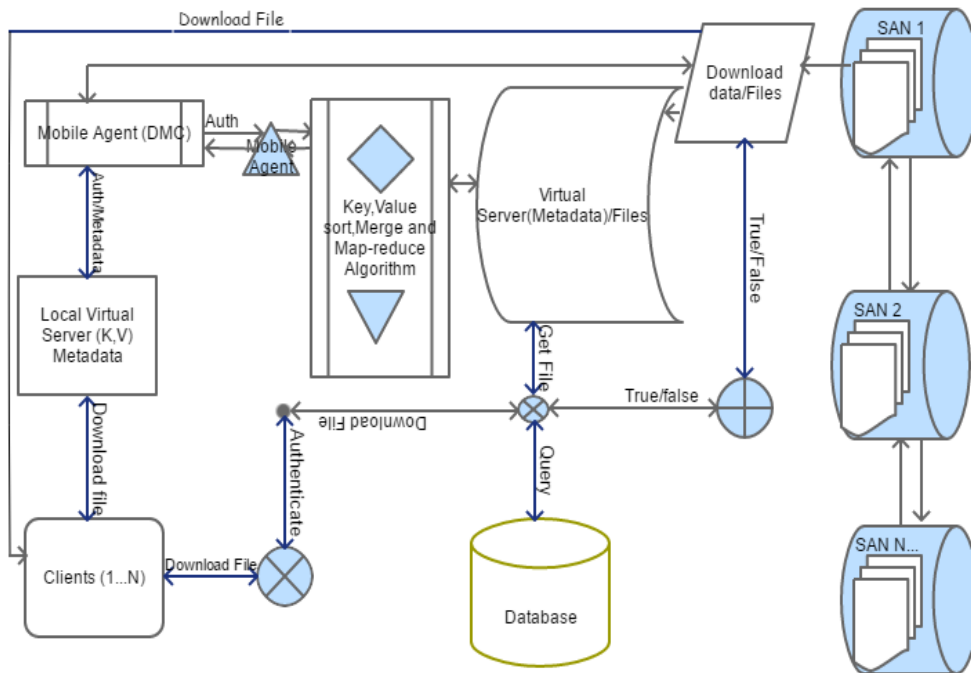 Download File
SAN 1
Download
data/Files
Mobile Agent (DMC)
Auth
Mobile
Agent
Key,Value
sort,Merge and
Map-reduce
Algorithm
Virtual
Server(Metadata)/Files
Auth/Metadata
True/False
Local Virtual
Server (K,V)
Metadata
SAN 2
Get File
True/false
Download File
Download file
Authenticate
Query
SAN N...
Clients (1...N)
Download File
Database